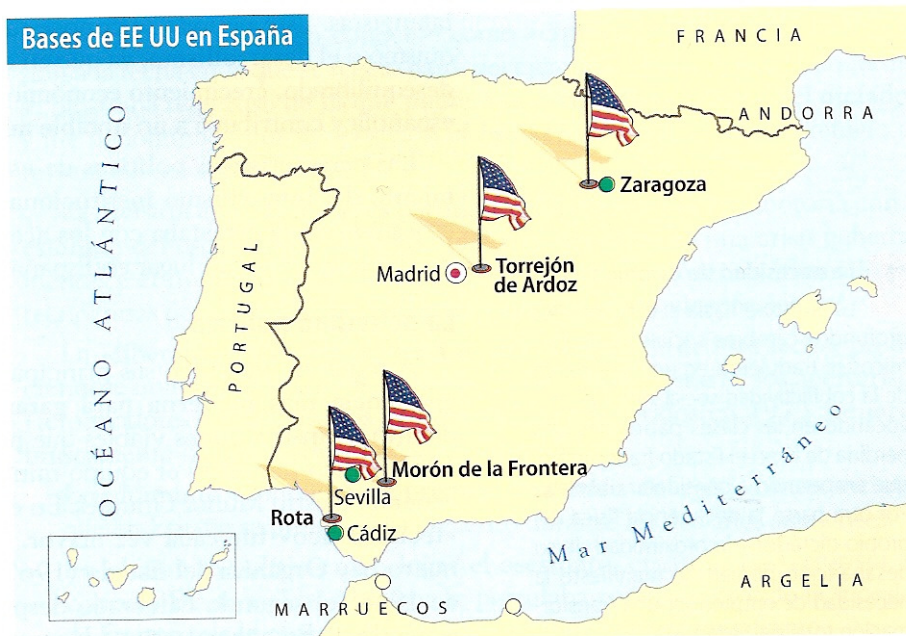 Bases de EE UU en España
FRANCIA
ANDORRA
OCÉANO ATLÁNTICO
Zaragoza
Madrid
Torrejón
de Ardoz
PORTUGAL
Morón de la Frontera
Sevilla
Rota
Cádiz
Mar Mediterráneo
ARGELIA
MARRUECOS